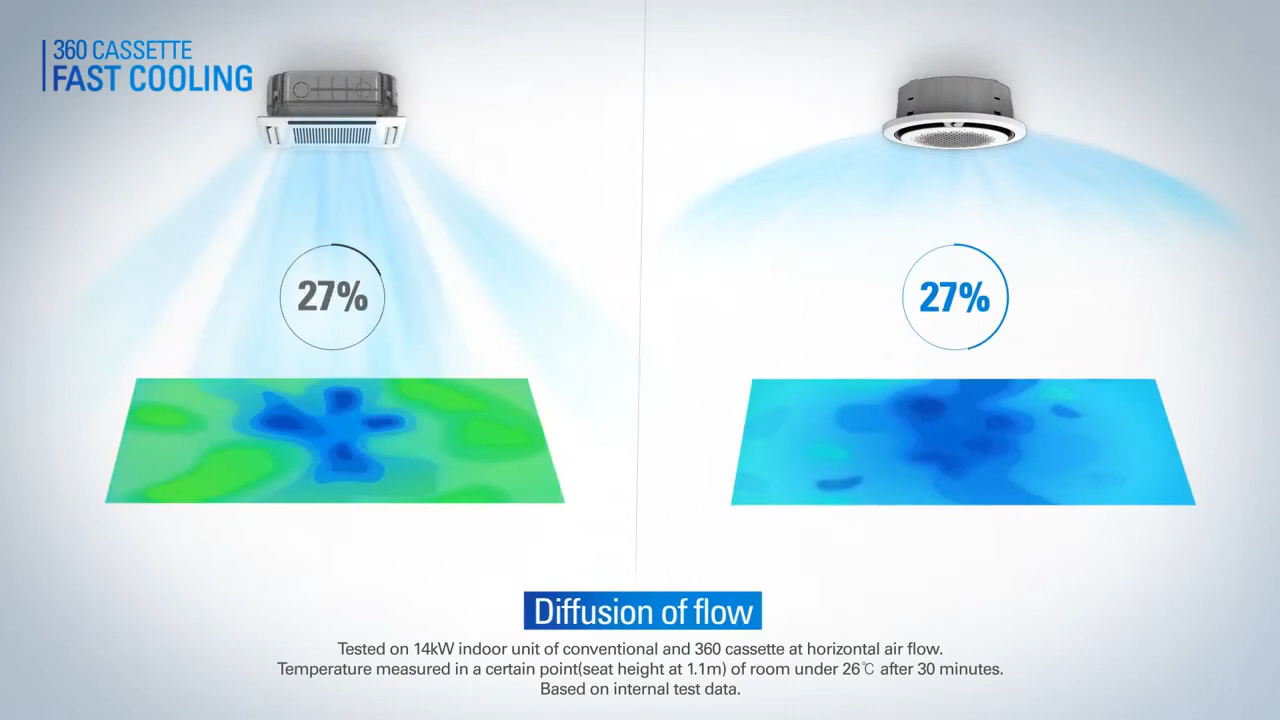 360 CASSETTE
FAST COOLING
27%
27%
Diffusion of flow
Tested on 14kW indoor unit of conventional and 360 cassette at horizontal air flow.
Temperature measured in a certain point(seat height at 1.1m) of room under 26℃ after 30 minutes.
Based on internal test data.